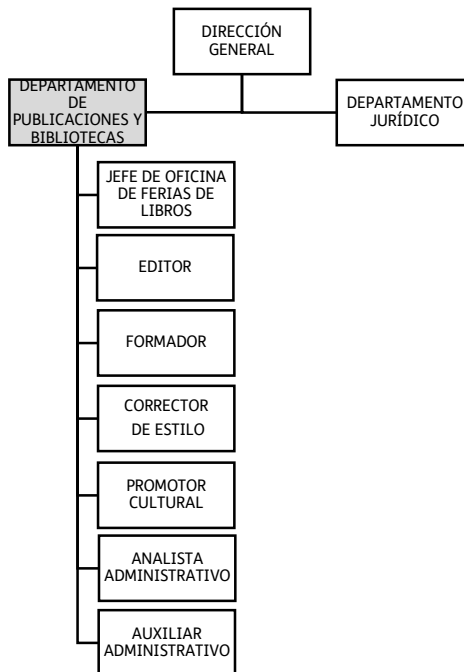 DIRECCIÓN
GENERAL
DEPARTAMENTO
DE
PUBLICACIONES Y
BIBLIOTECAS
DEPARTAMENTO
JURÍDICO
JEFE DE OFICINA
DE FERIAS DE
LIBROS
EDITOR
FORMADOR
CORRECTOR
DE ESTILO
PROMOTOR
CULTURAL
ANALISTA
ADMINISTRATIVO
AUXILIAR
ADMINISTRATIVO